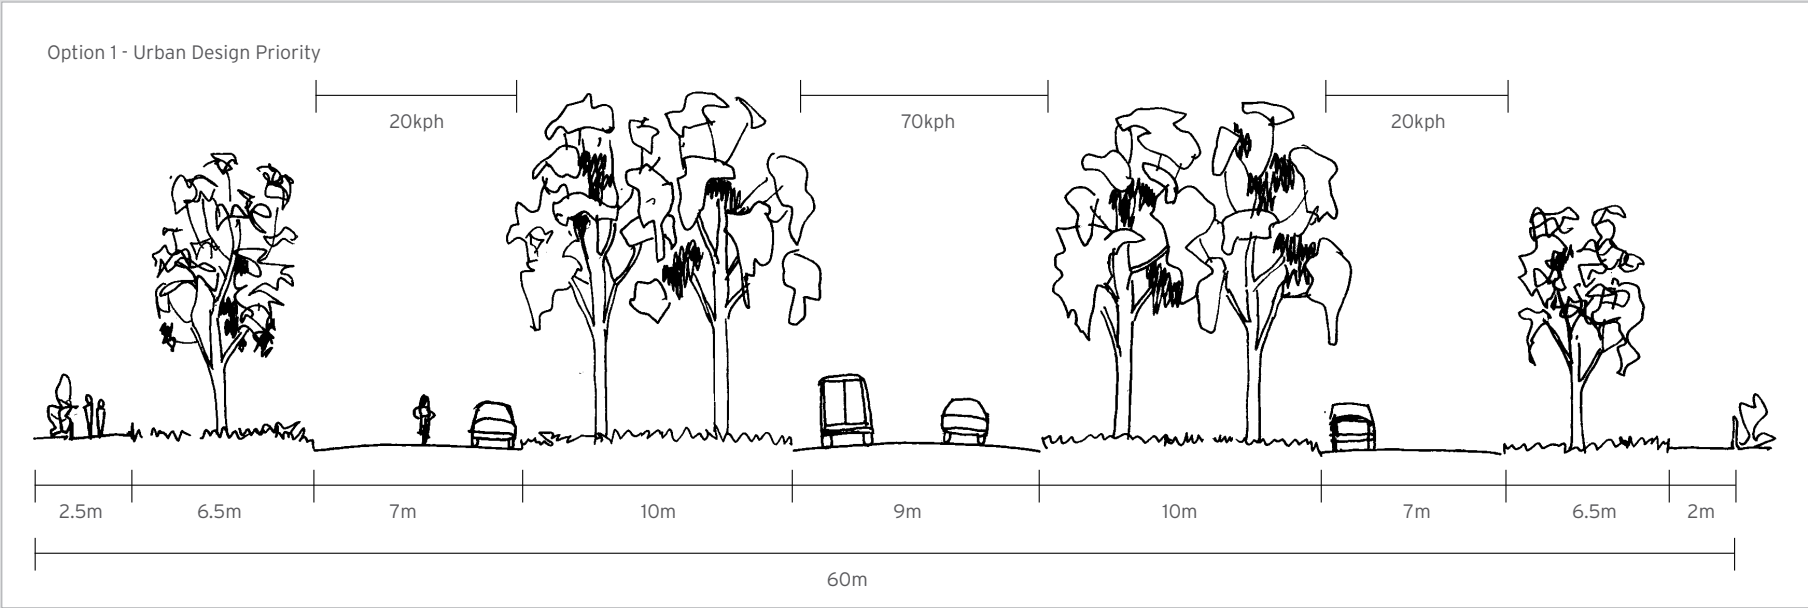 Option 1 - Urban Design Priority
20kph
70kph
20kph
2.5m
6.5m
7m
10m
9m
10m
7m
6.5m
2m
60m